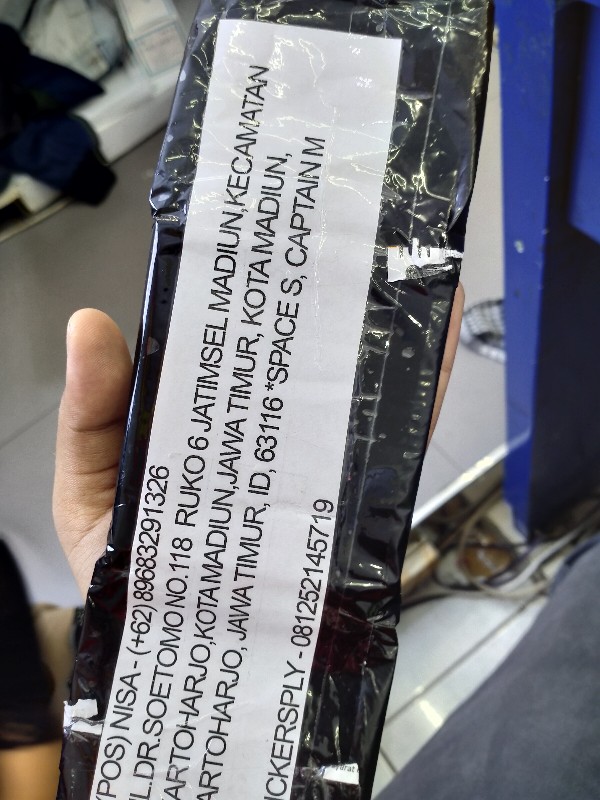 (POS) NISA - (+62) 89683291326
L.DR.SOETOMO NO.118 RUKO 6 JATIMSEL MADIUN,KECAMATAN
KARTOHARJO,KOTA MADIUN,JAWA TIMUR, KOTA MADIUN,
ARTOHARJO, JAWA TIMUR, ID, 63116 *SPACE S, CAPTAIN M
ICKERSPLY - 081252145719